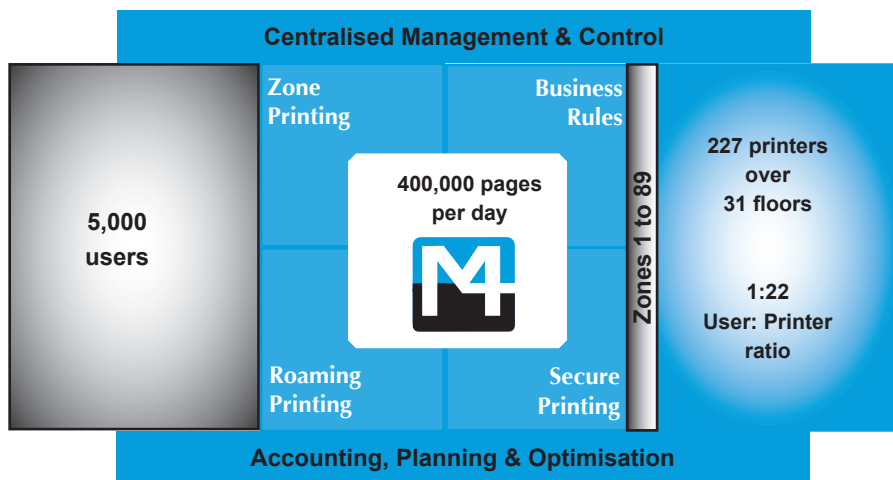 Centralised Management & Control
Zone
Printing
Business
Rules
5,000
users
400,000 pages
per day
M4
Zones 1 to 89
227 printers
over
31 floors
1:22
User: Printer
ratio
Roaming
Printing
Secure
Printing
Accounting, Planning & Optimisation